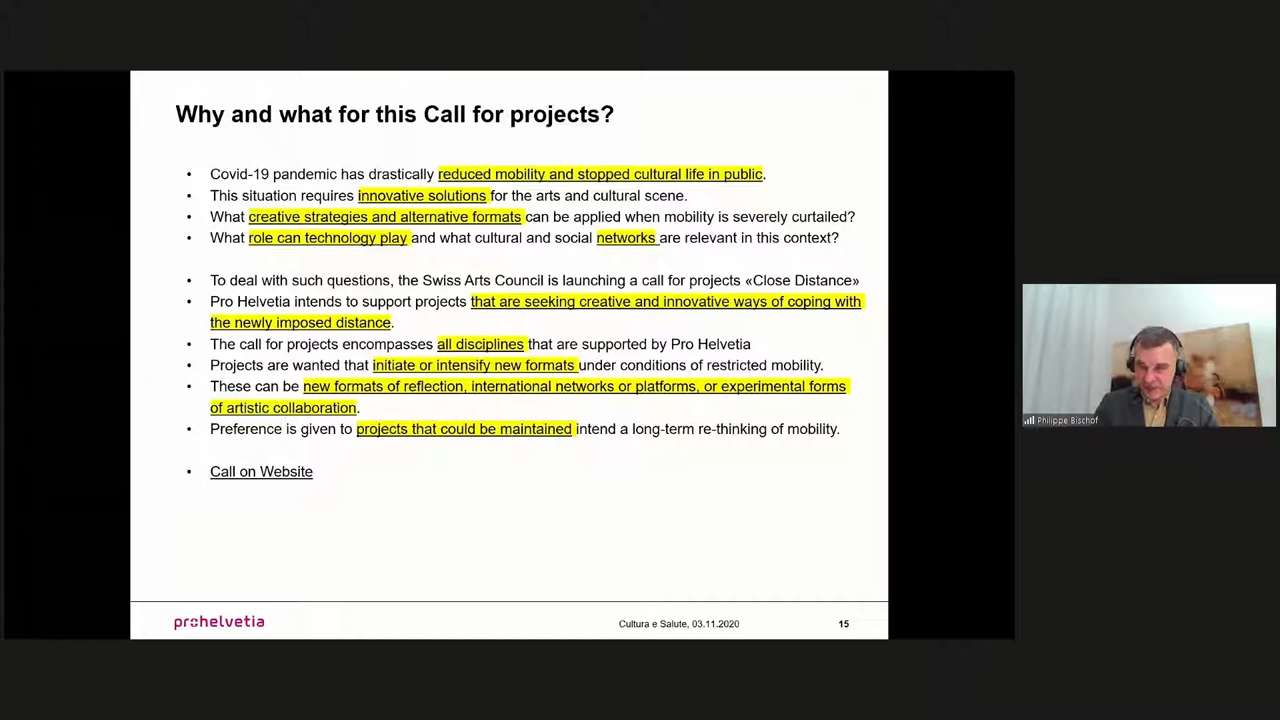 Why and what for this Call for projects?
• Covid-19 pandemic has drastically reduced mobility and stopped cultural life in public.
• This situation requires innovative solutions for the arts and cultural scene.
• What creative strategies and alternative formats can be applied when mobility is severely curtailed?
• What role can technology play and what cultural and social networks are relevant in this context?
• To deal with such questions, the Swiss Arts Council is launching a call for projects «Close Distance»
• Pro Helvetia intends to support projects that are seeking creative and innovative ways of coping with
the newly imposed distance.
• The call for projects encompasses all disciplines that are supported by Pro Helvetia
• Projects are wanted that initiate or intensify new formats under conditions of restricted mobility.
• These can be new formats of reflection, international networks or platforms, or experimental forms
of artistic collaboration.
• Preference is given to projects that could be maintained intend a long-term re-thinking of mobility.
• Call on Website
prohelvetia
Cultura e Salute, 03.11.2020
15
Philippe Bischof